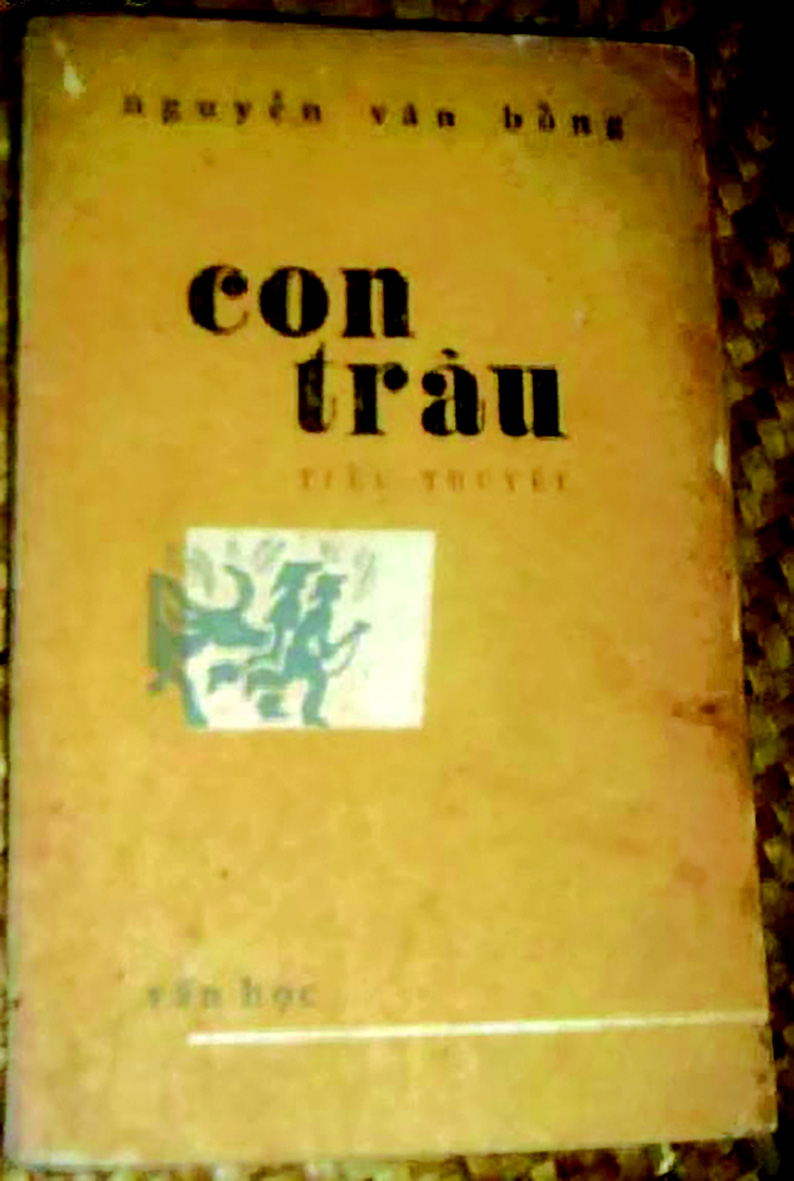 nguyễn văn bổng
con
trâu
TIỂU THUYẾT
văn học